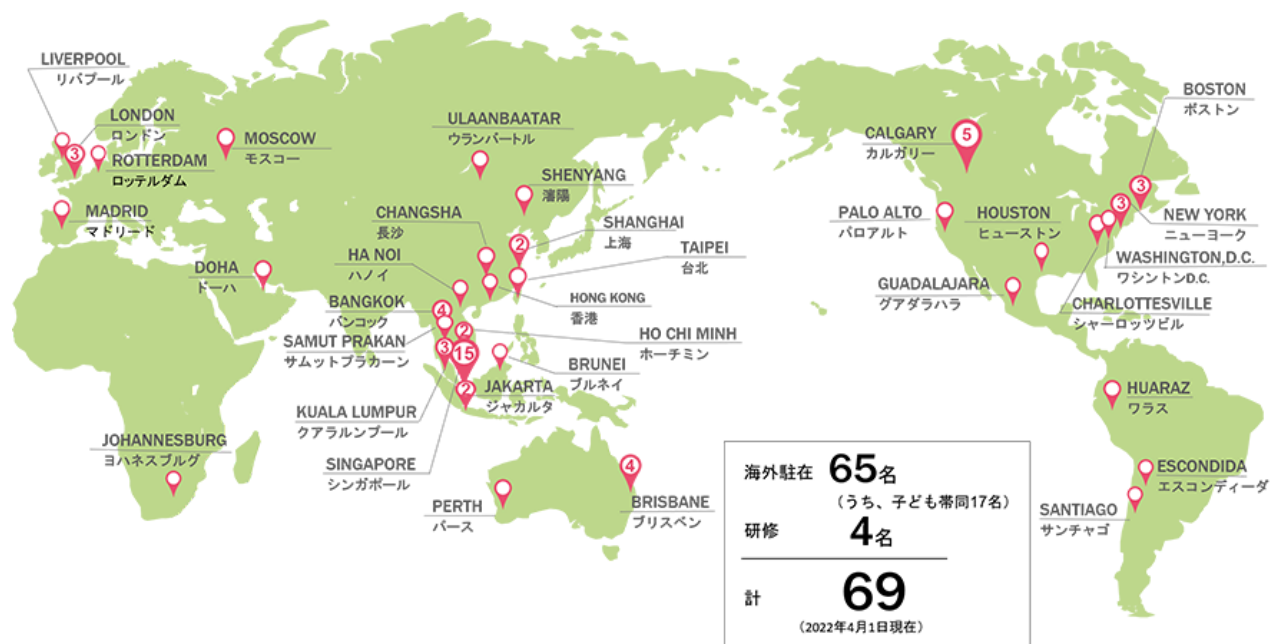 LIVERPOOL
リバプール
LONDON
ロンドン
3
ROTTERDAM
ロッテルダム
MOSCOW
モスコー
MADRID
マドリード
DOHA
ドーハ
JOHANNESBURG
ヨハネスブルグ
ULAANBAATAR
ウランバートル
SHENYANG
瀋陽
CHANGSHA
長沙
SHANGHAI
上海
2
TAIPEI
台北
HA NOI
ハノイ
HONG KONG
香港
BANGKOK
バンコック
4
SAMUT PRAKAN
サムットプラカーン
HO CHI MINH
ホーチミン
2
3
15
BRUNEI
ブルネイ
2
JAKARTA
ジャカルタ
KUALA LUMPUR
クアラルンプール
SINGAPORE
シンガポール
PERTH
パース
4
BRISBANE
ブリスベン
BOSTON
ボストン
3
CALGARY
カルガリー
5
PALO ALTO
パロアルト
HOUSTON
ヒューストン
3
NEW YORK
ニューヨーク
WASHINGTON,D.C.
ワシントンD.C.
GUADALAJARA
グアダラハラ
CHARLOTTESVILLE
シャーロッツビル
HUARAZ
ワラス
ESCONDIDA
エスコンディーダ
SANTIAGO
サンチャゴ
海外駐在 65名
(うち、子ども帯同17名)
研修 4名
計 69
(2022年4月1日現在)